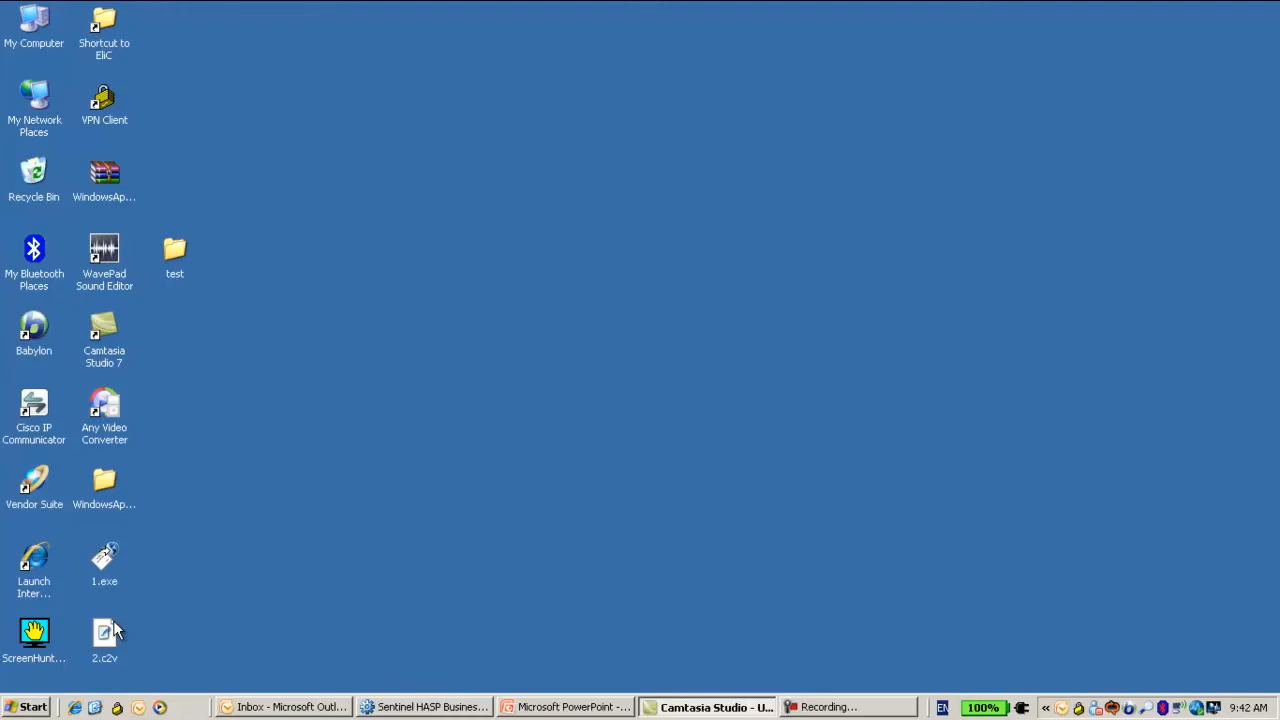 My Computer
Shortcut to
EliC
My Network
Places
VPN Client
Recycle Bin
WindowsAp...
My Bluetooth
Places
WavePad
Sound Editor
test
Babylon
Camtasia
Studio 7
Cisco IP
Communicator
Any Video
Converter
Vendor Suite
WindowsAp...
Launch
Inter...
1.exe
ScreenHunt...
2.c2v
Start
Inbox - Microsoft Outl...
Sentinel HASP Business...
Microsoft PowerPoint - ...
Camtasia Studio - U...
Recording...
EN
100%
«
9:42 AM